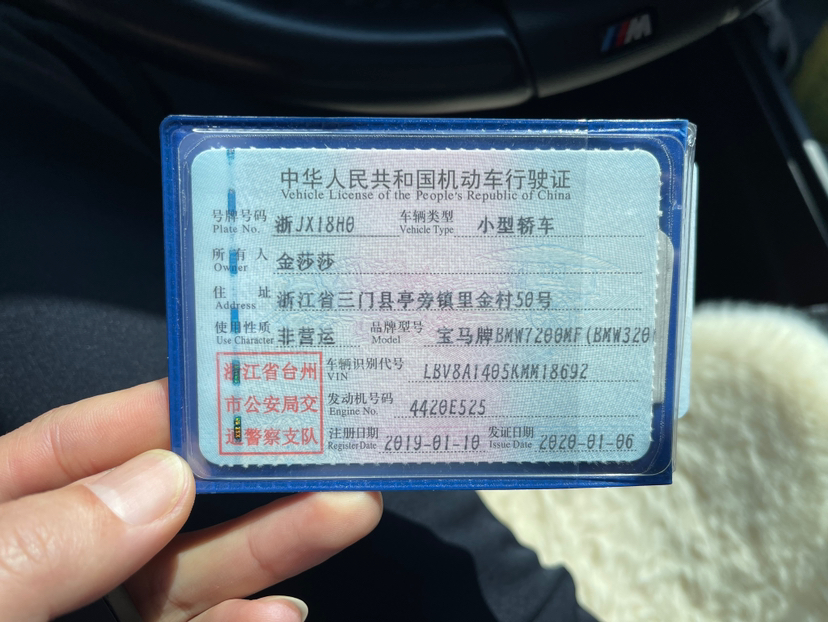 M
中华人民共和国机动车行驶证
Vehicle License of the People's Republic of China
号牌号码 浙JX18H0 车辆类型 小型轿车
Plate No. Vehicle Type
所有人 金莎莎
Owner
住址 浙江省三门县亭旁镇里金村50号
Address
使用性质 非营运 品牌型号 宝马牌BMW7200MF(BMW320
Use Character Model
浙江省台州
市公安局交
通警察支队
车辆识别代号 LBV8A1405KMM18692
VIN
发动机号码 4420E525
Engine No.
注册日期 2019-01-10 发证日期 2020-01-06
Register Date Issue Date